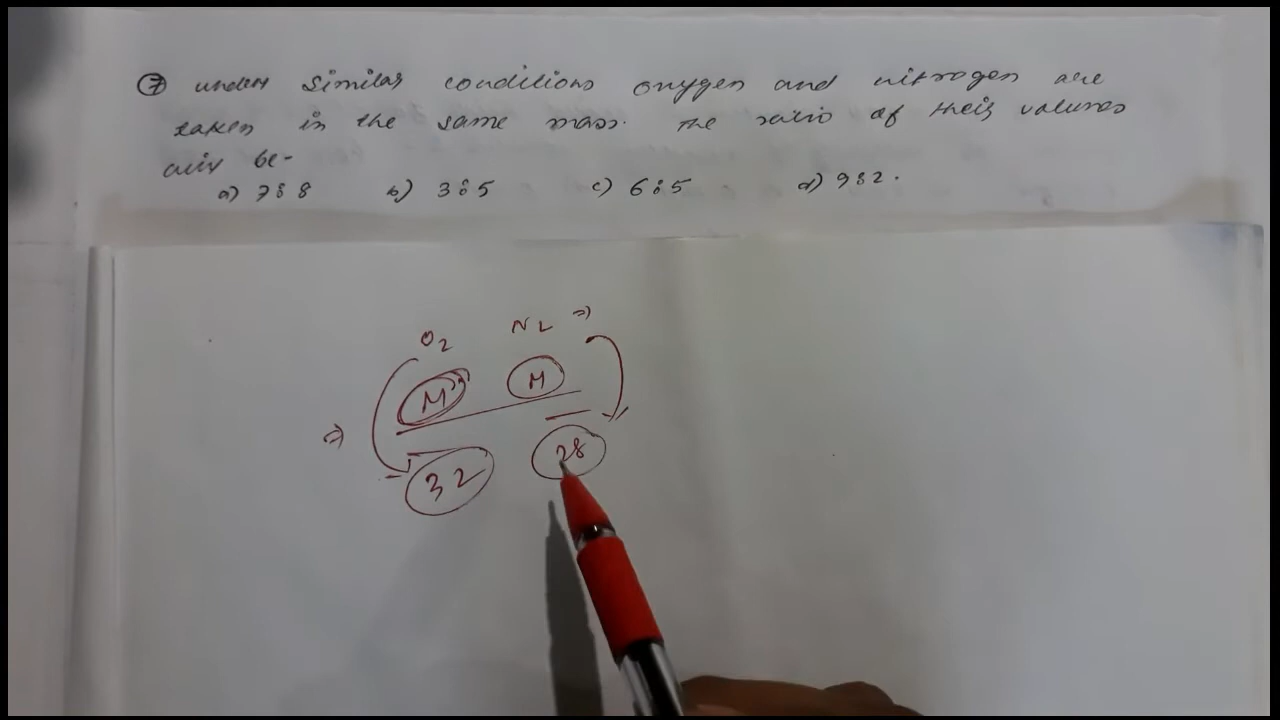 ⑦ under Similar conditions oxygen and nitrogen are
taken in the same mass. The ratio of their volumes
will be-
a) 7:8 b) 3:5 c) 6:5 d) 9:2.
O2 N2 ⇒
M M
⇒ 32 28